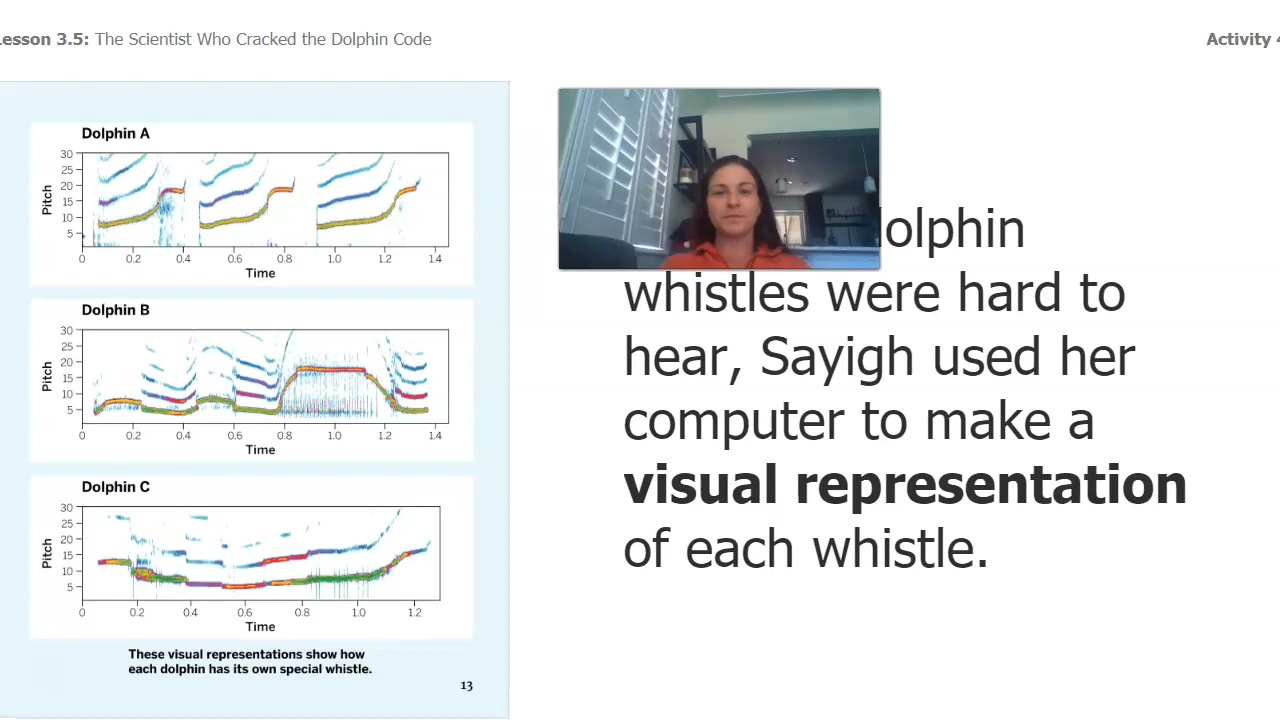 Lesson 3.5: The Scientist Who Cracked the Dolphin Code
Activity 4
Dolphin A
Pitch
30
25
20
15
10
5
0 0.2 0.4 0.6 0.8 1.0 1.2 1.4
Time
Dolphin B
Pitch
30
25
20
15
10
5
0 0.2 0.4 0.6 0.8 1.0 1.2 1.4
Time
Dolphin C
Pitch
30
25
20
15
10
5
0 0.2 0.4 0.6 0.8 1.0 1.2
Time
These visual representations show how
each dolphin has its own special whistle.
13
olphin
whistles were hard to
hear, Sayigh used her
computer to make a
visual representation
of each whistle.